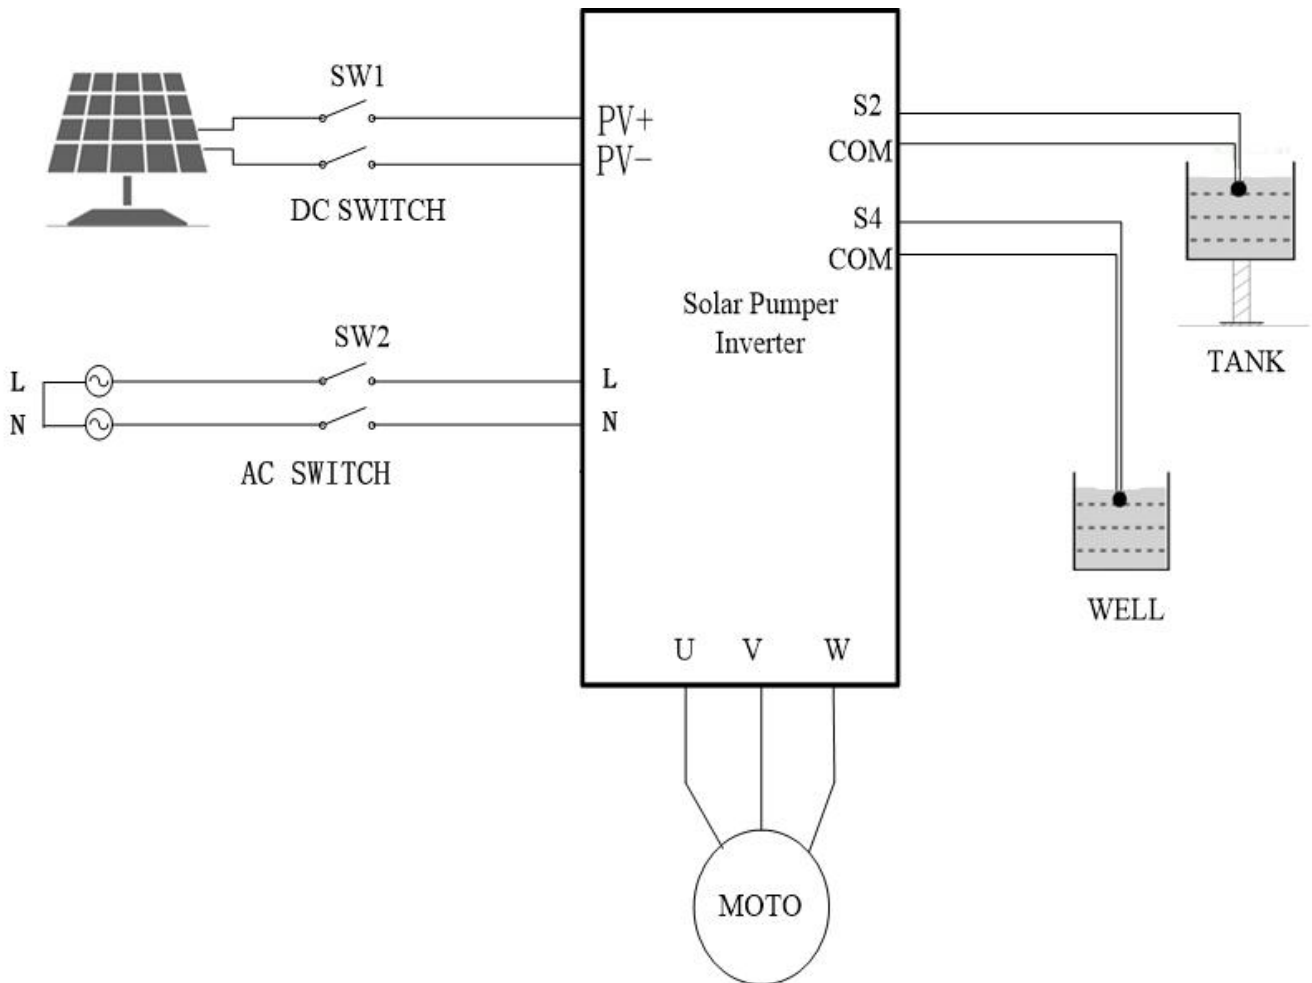 SW1
PV+
PV-
DC SWITCH
S2
COM
S4
COM
Solar Pumper
Inverter
TANK
SW2
L
N
L
N
AC SWITCH
WELL
U V W
MOTO